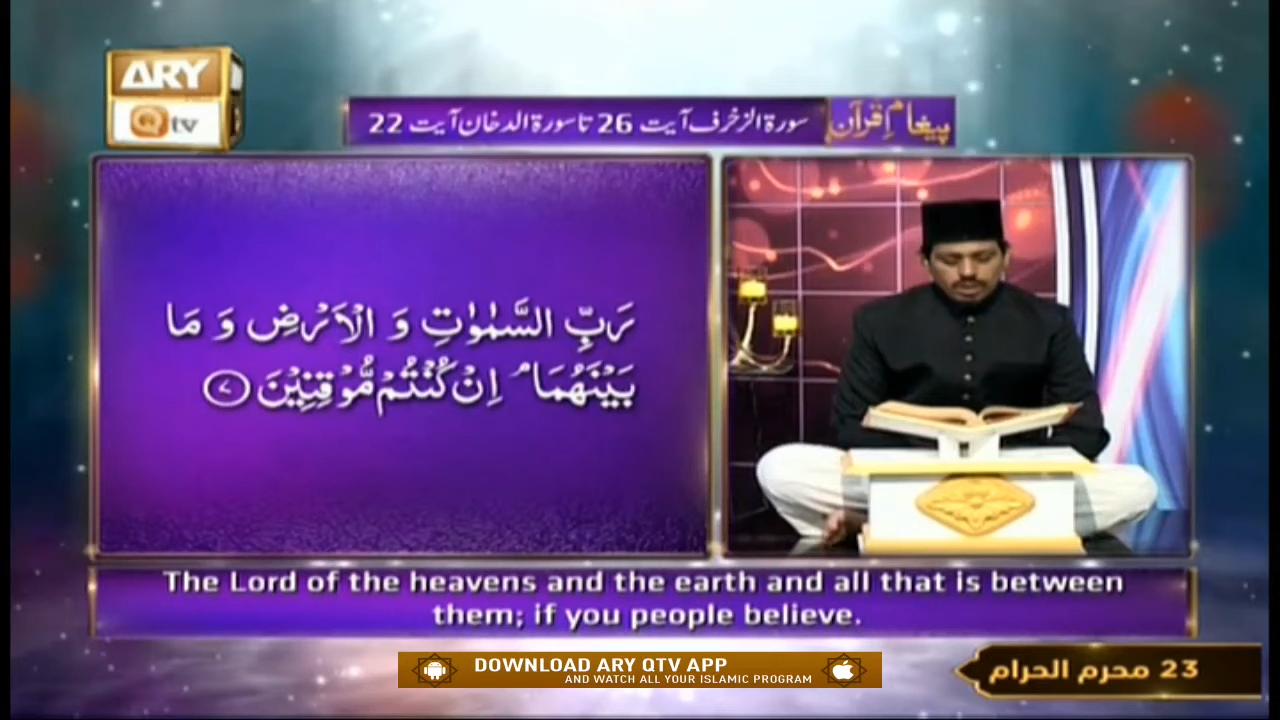 ARY
Qtv
پیغام قرآن
سورۃ الزخرف آیت 26 تا سورۃ الدخان آیت 22
رَبِّ السَّمٰوٰتِ وَ الْاَرْضِ وَ مَا
بَیْنَهُمَا ۘ اِنْ كُنْتُمْ مُّوْقِنِیْنَ ۷
The Lord of the heavens and the earth and all that is between
them; if you people believe.
DOWNLOAD ARY QTV APP
AND WATCH ALL YOUR ISLAMIC PROGRAM
23 محرم الحرام